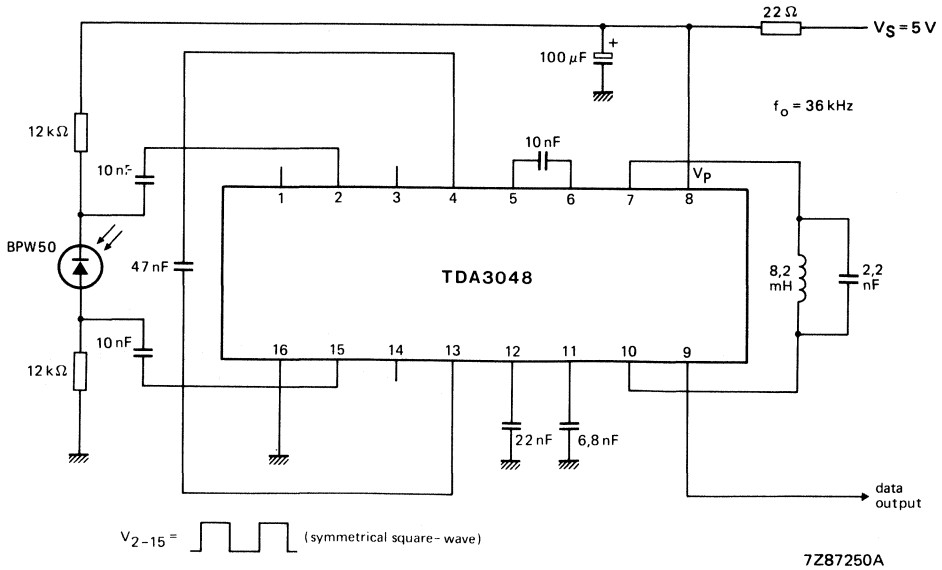 22 Ω
V_S = 5 V
+
100 μF
f_o = 36 kHz
12 kΩ
10 nF
10 nF
V_P
1 2 3 4 5 6 7 8
BPW50
47 nF
TDA3048
8,2 mH
2,2 nF
16 15 14 13 12 11 10 9
10 nF
12 kΩ
22 nF
6,8 nF
data
output
V_2-15 = (symmetrical square-wave)
7Z87250A